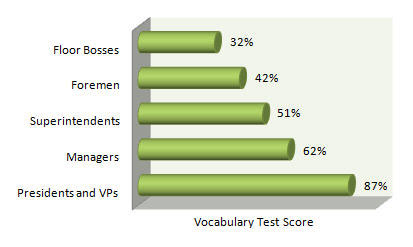 Floor Bosses 32%
Foremen 42%
Superintendents 51%
Managers 62%
Presidents and VPs 87%
Vocabulary Test Score